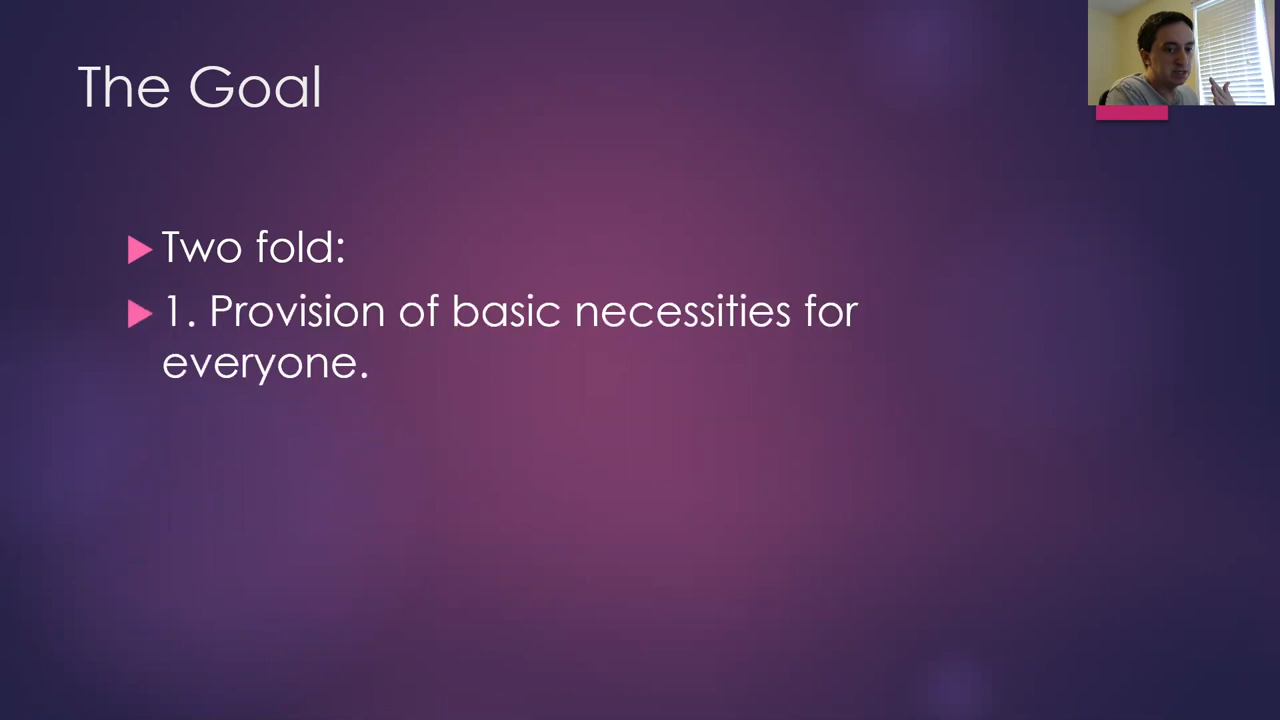 The Goal
Two fold:
1. Provision of basic necessities for
everyone.